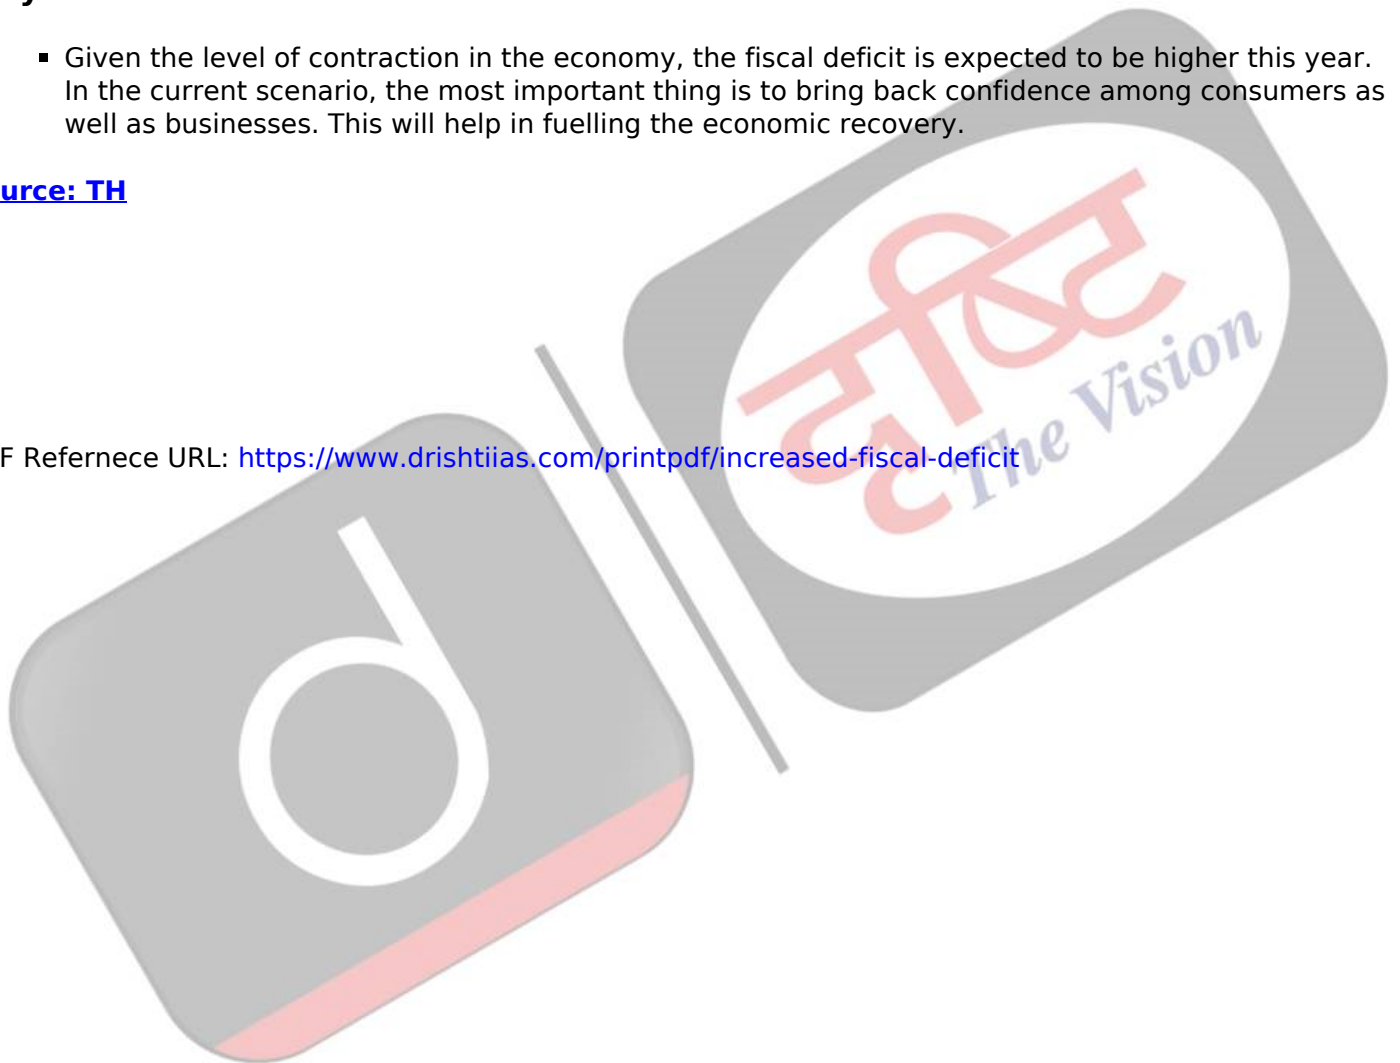 ▪ Given the level of contraction in the economy, the fiscal deficit is expected to be higher this year.
In the current scenario, the most important thing is to bring back confidence among consumers as
well as businesses. This will help in fuelling the economic recovery.
urce: TH
दृष्टि
The Vision
F Refernece URL: https://www.drishtiias.com/printpdf/increased-fiscal-deficit
d